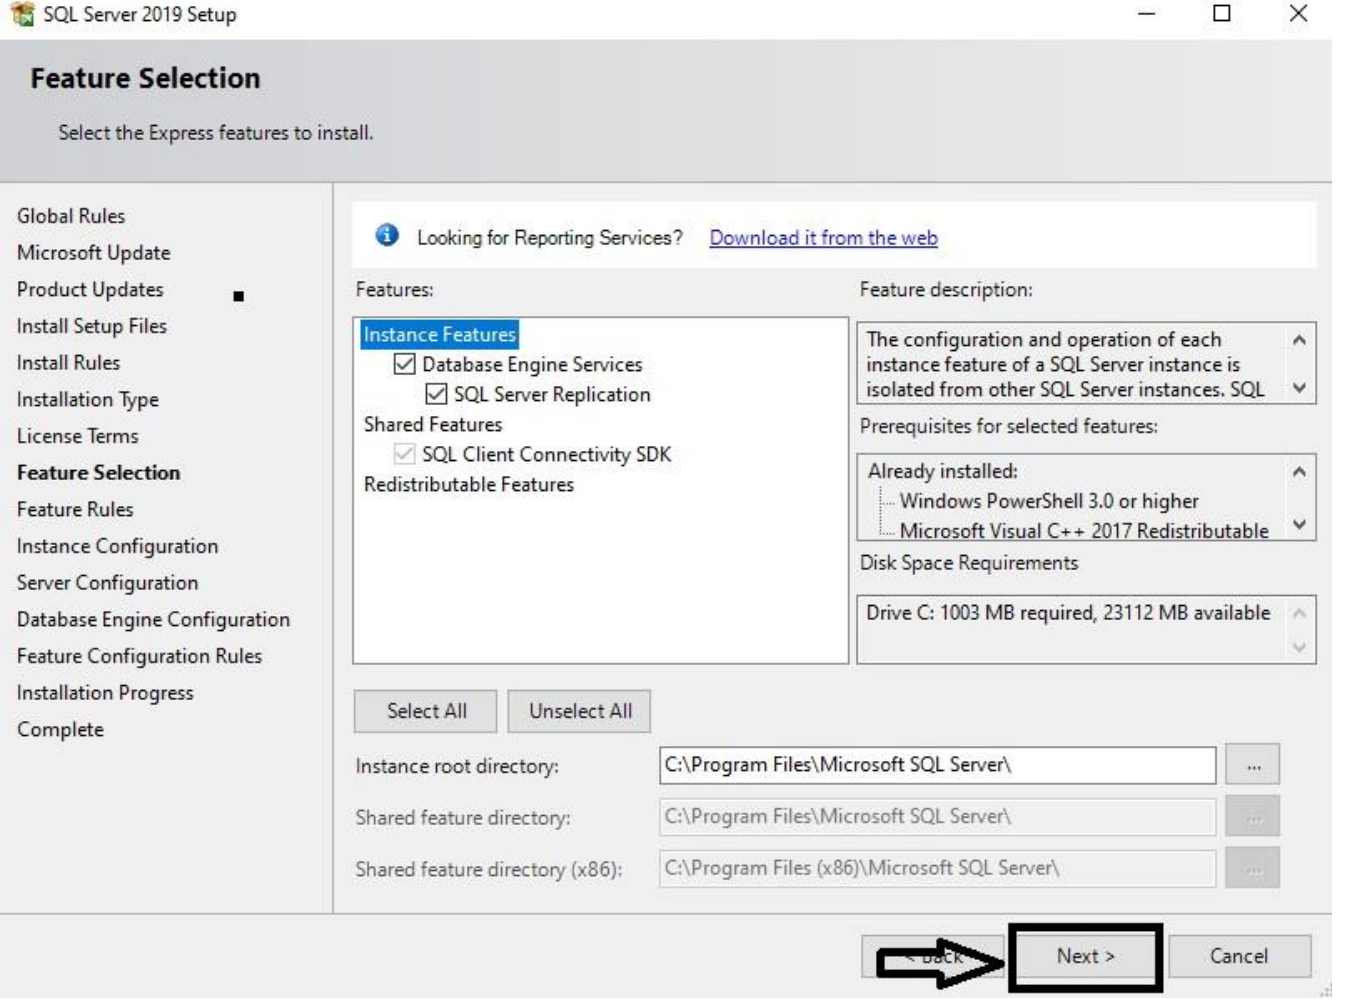 SQL Server 2019 Setup
Feature Selection
Select the Express features to install.
Global Rules
Microsoft Update
Product Updates
Install Setup Files
Install Rules
Installation Type
License Terms
Feature Selection
Feature Rules
Instance Configuration
Server Configuration
Database Engine Configuration
Feature Configuration Rules
Installation Progress
Complete
Looking for Reporting Services? Download it from the web
Features:
Instance Features
Database Engine Services
SQL Server Replication
Shared Features
SQL Client Connectivity SDK
Redistributable Features
Feature description:
The configuration and operation of each
instance feature of a SQL Server instance is
isolated from other SQL Server instances. SQL
Prerequisites for selected features:
Already installed:
Windows PowerShell 3.0 or higher
Microsoft Visual C++ 2017 Redistributable
Disk Space Requirements
Drive C: 1003 MB required, 23112 MB available
Select All Unselect All
Instance root directory: C:\Program Files\Microsoft SQL Server\ ...
Shared feature directory: C:\Program Files\Microsoft SQL Server\ ...
Shared feature directory (x86): C:\Program Files (x86)\Microsoft SQL Server\ ...
< Back Next > Cancel